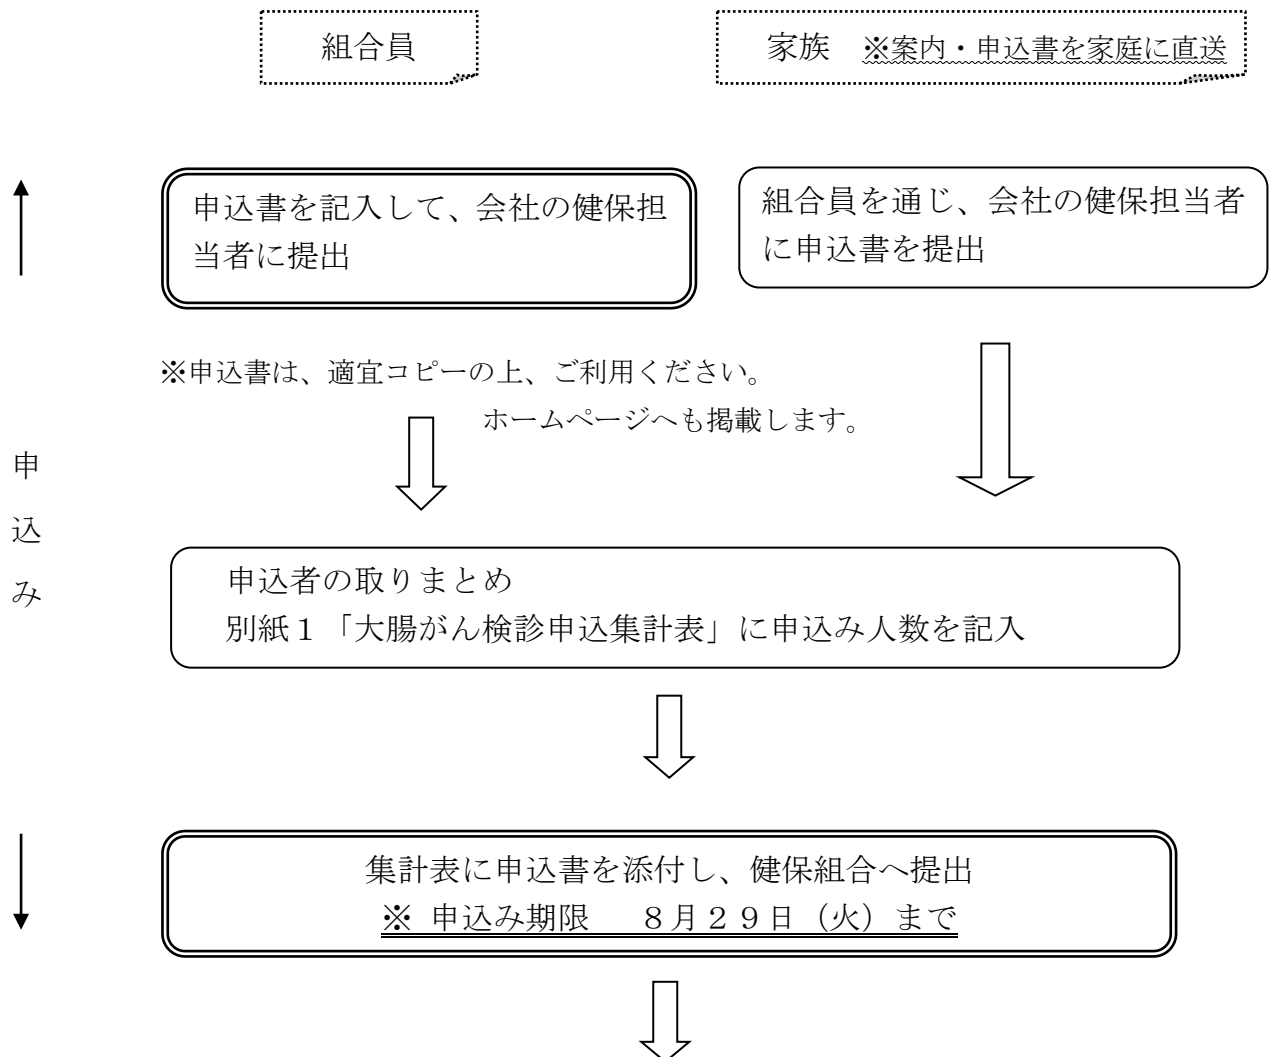 組合員
家族 ※案内・申込書を家庭に直送
申込書を記入して、会社の健保担
当者に提出
組合員を通じ、会社の健保担当者
に申込書を提出
※申込書は、適宜コピーの上、ご利用ください。
ホームページへも掲載します。
申
込
み
申込者の取りまとめ
別紙１「大腸がん検診申込集計表」に申込み人数を記入
集計表に申込書を添付し、健保組合へ提出
※ 申込み期限 ８月２９日（火）まで